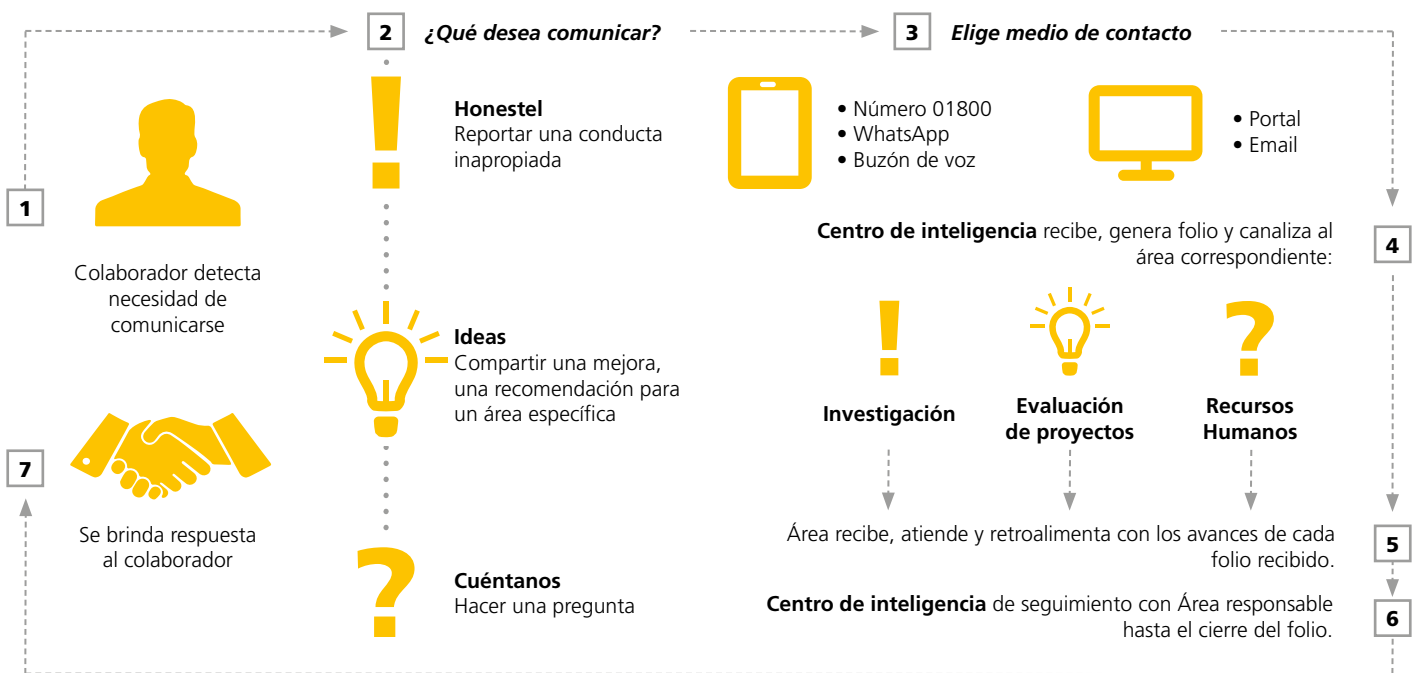 1
Colaborador detecta
necesidad de
comunicarse
2
¿Qué desea comunicar?
Honestel
Reportar una conducta
inapropiada
Ideas
Compartir una mejora,
una recomendación para
un área específica
Cuéntanos
Hacer una pregunta
3
Elige medio de contacto
• Número 01800
• WhatsApp
• Buzón de voz
• Portal
• Email
4
Centro de inteligencia recibe, genera folio y canaliza al
área correspondiente:
Investigación
Evaluación
de proyectos
Recursos
Humanos
5
Área recibe, atiende y retroalimenta con los avances de cada
folio recibido.
6
Centro de inteligencia de seguimiento con Área responsable
hasta el cierre del folio.
7
Se brinda respuesta
al colaborador